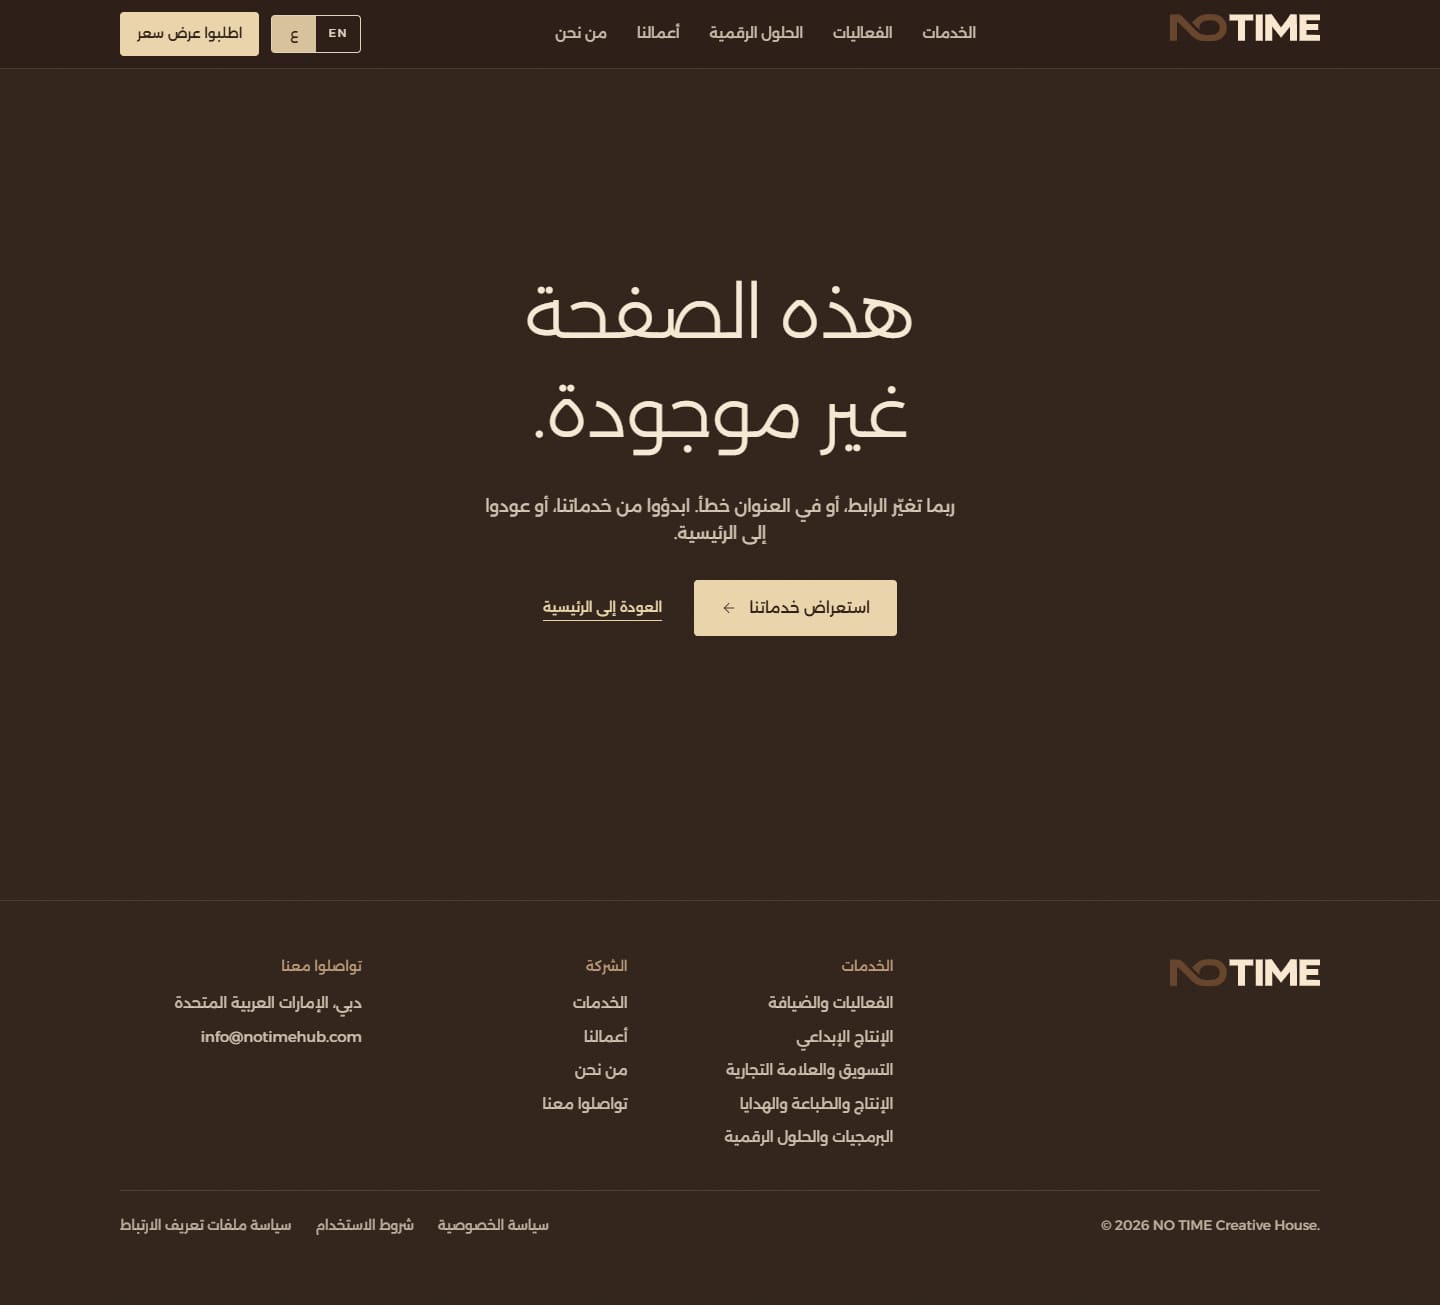 NO TIME
الخدمات
الفعاليات
الحلول الرقمية
أعمالنا
من نحن
EN
ع
اطلبوا عرض سعر
هذه الصفحة
غير موجودة.
ربما تغيّر الرابط، أو في العنوان خطأ. ابدؤوا من خدماتنا، أو عودوا
إلى الرئيسية.
استعراض خدماتنا ←
العودة إلى الرئيسية
NO TIME
الخدمات
الفعاليات والضيافة
الإنتاج الإبداعي
التسويق والعلامة التجارية
الإنتاج والطباعة والهدايا
البرمجيات والحلول الرقمية
الشركة
الخدمات
أعمالنا
من نحن
تواصلوا معنا
تواصلوا معنا
دبي، الإمارات العربية المتحدة
info@notimehub.com
© 2026 NO TIME Creative House.
سياسة الخصوصية
شروط الاستخدام
سياسة ملفات تعريف الارتباط